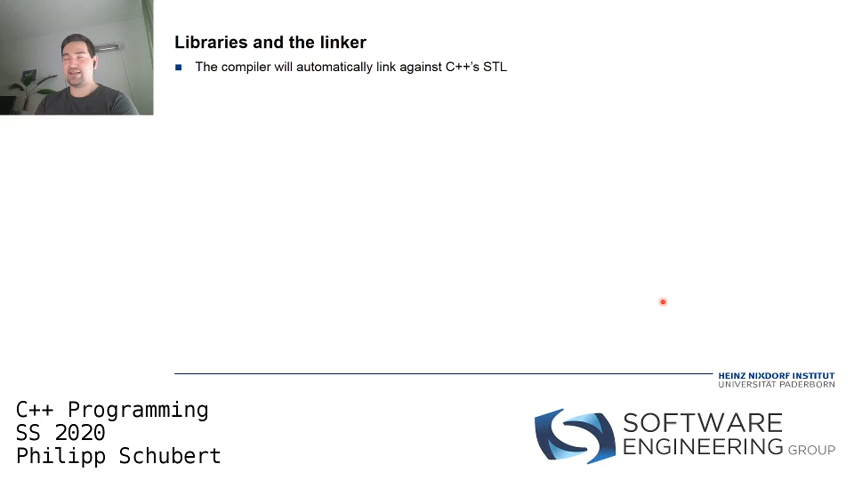 Libraries and the linker
The compiler will automatically link against C++'s STL
HEINZ NIXDORF INSTITUT
UNIVERSITÄT PADERBORN
C++ Programming
SS 2020
Philipp Schubert
SOFTWARE
ENGINEERING GROUP